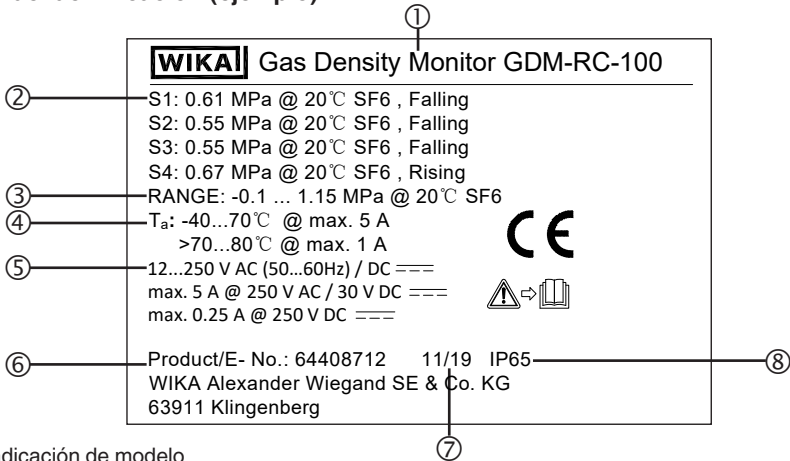 (ejemplo)
①
WIKA Gas Density Monitor GDM-RC-100
② S1: 0.61 MPa @ 20℃ SF6 , Falling
S2: 0.55 MPa @ 20℃ SF6 , Falling
S3: 0.55 MPa @ 20℃ SF6 , Falling
S4: 0.67 MPa @ 20℃ SF6 , Rising
③ RANGE: -0.1 ... 1.15 MPa @ 20℃ SF6
④ Ta: -40...70℃ @ max. 5 A
>70...80℃ @ max. 1 A
CE
⑤ 12...250 V AC (50...60Hz) / DC
max. 5 A @ 250 V AC / 30 V DC
max. 0.25 A @ 250 V DC
⑥ Product/E- No.: 64408712 11/19 IP65 ⑧
WIKA Alexander Wiegand SE & Co. KG
63911 Klingenberg
⑦
dicación de modelo